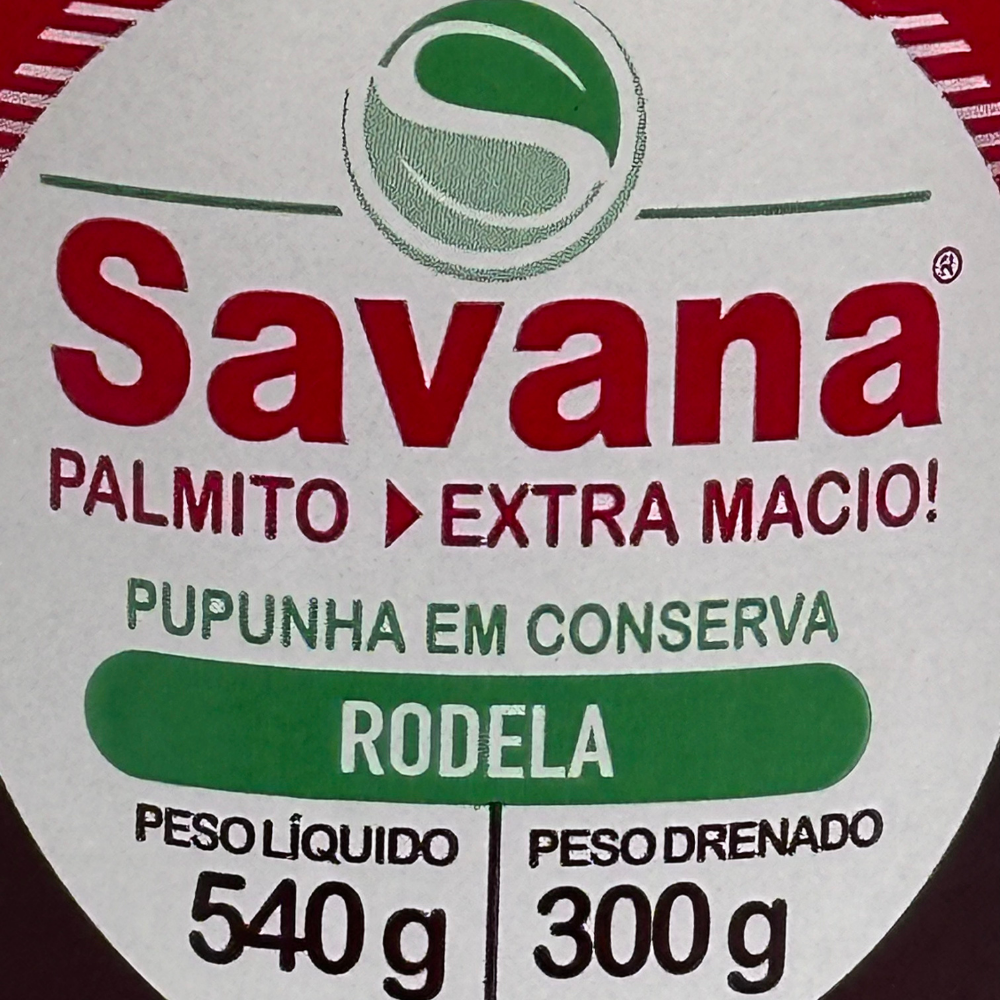 Savana®
PALMITO ▶ EXTRA MACIO!
PUPUNHA EM CONSERVA
RODELA
PESO LÍQUIDO
540 g
PESO DRENADO
300 g